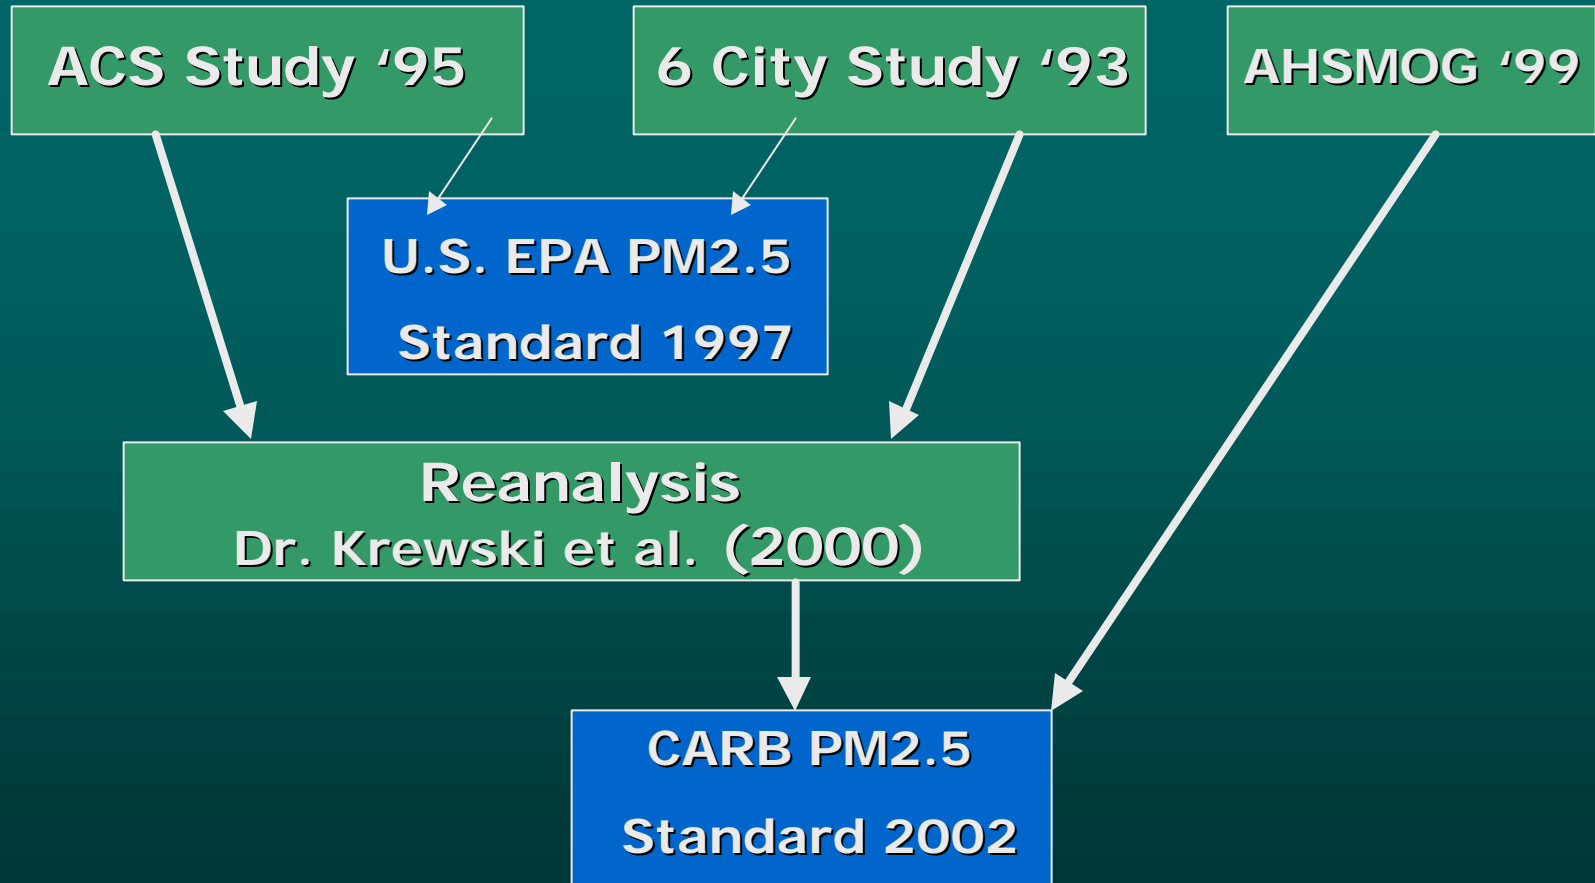 ACS Study ‘95
6 City Study ‘93
AHSMOG ‘99
U.S. EPA PM2.5
Standard 1997
Reanalysis
Dr. Krewski et al. (2000)
CARB PM2.5
Standard 2002